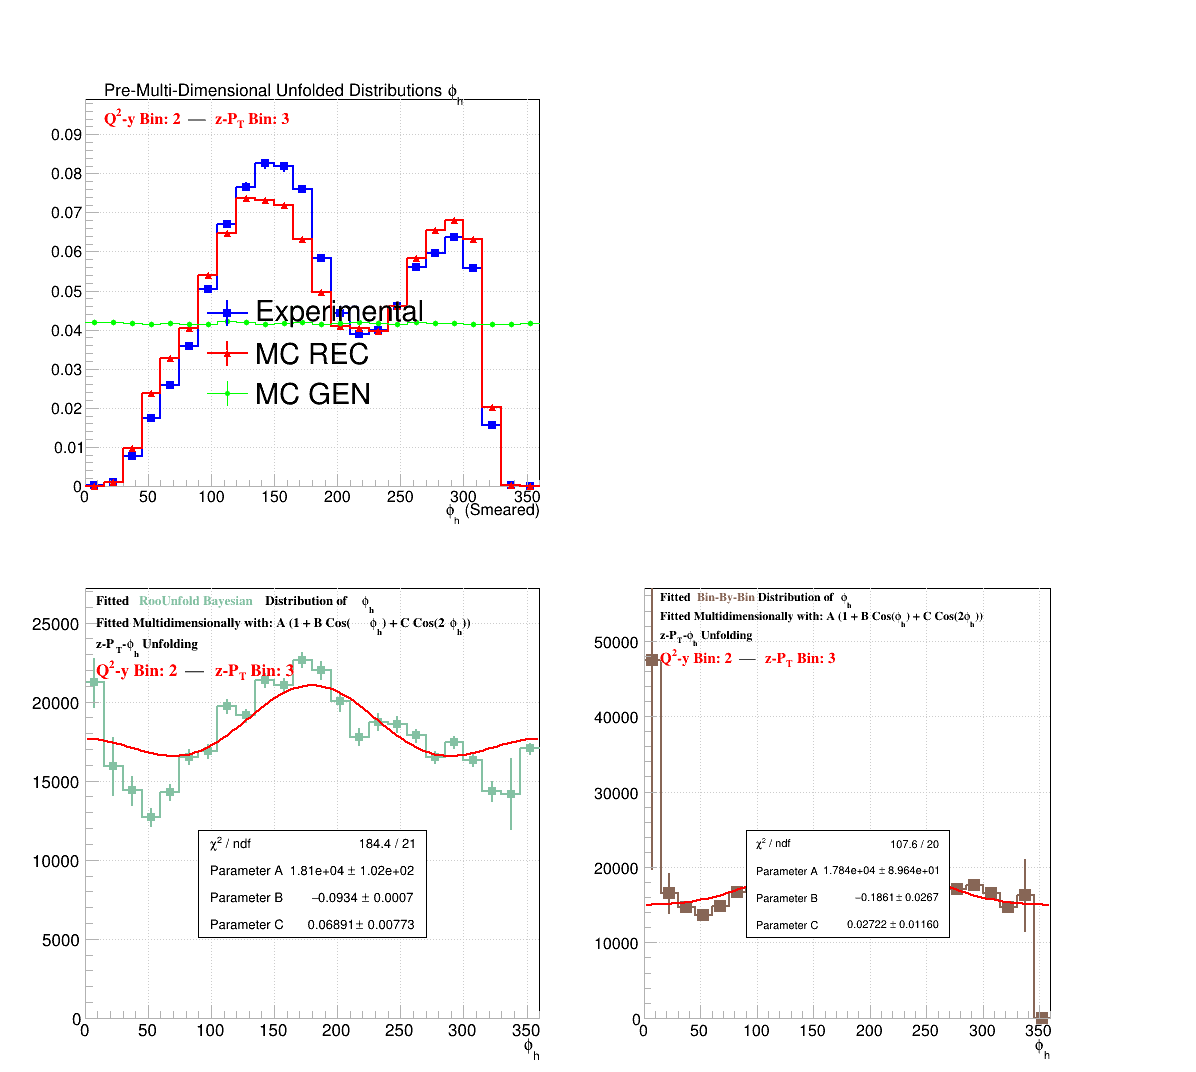 Pre-Multi-Dimensional Unfolded Distributions ϕh
Q2-y Bin: 2 — z-PT Bin: 3
0.09
0.08
0.07
0.06
0.05
0.04
0.03
0.02
0.01
0
Experimental
MC REC
MC GEN
0 50 100 150 200 250 300 350
ϕh (Smeared)
Fitted RooUnfold Bayesian Distribution of ϕh
Fitted Multidimensionally with: A (1 + B Cos( ϕh) + C Cos(2 ϕh))
z-PT-ϕh Unfolding
Q2-y Bin: 2 — z-PT Bin: 3
25000
20000
15000
10000
5000
0
χ2 / ndf 184.4 / 21
Parameter A 1.81e+04 ± 1.02e+02
Parameter B −0.0934 ± 0.0007
Parameter C 0.06891 ± 0.00773
0 50 100 150 200 250 300 350
ϕh
Fitted Bin-By-Bin Distribution of ϕh
Fitted Multidimensionally with: A (1 + B Cos(ϕh) + C Cos(2ϕh))
z-PT-ϕh Unfolding
Q2-y Bin: 2 — z-PT Bin: 3
50000
40000
30000
20000
10000
0
χ2 / ndf 107.6 / 20
Parameter A 1.784e+04 ± 8.964e+01
Parameter B −0.1861 ± 0.0267
Parameter C 0.02722 ± 0.01160
0 50 100 150 200 250 300 350
ϕh